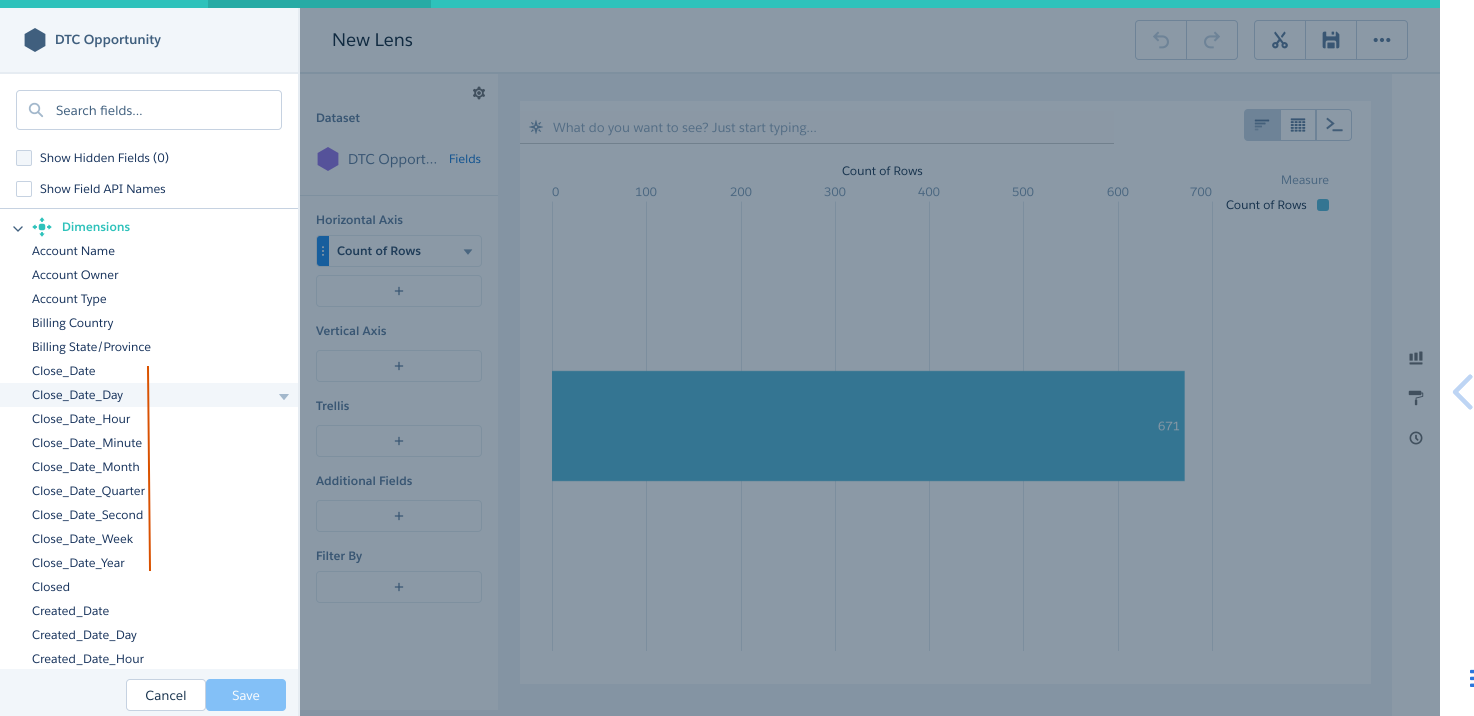 DTC Opportunity
Search fields...
Show Hidden Fields (0)
Show Field API Names
Dimensions
Account Name
Account Owner
Account Type
Billing Country
Billing State/Province
Close_Date
Close_Date_Day
Close_Date_Hour
Close_Date_Minute
Close_Date_Month
Close_Date_Quarter
Close_Date_Second
Close_Date_Week
Close_Date_Year
Closed
Created_Date
Created_Date_Day
Created_Date_Hour
Cancel Save
New Lens
Dataset
DTC Opport... Fields
Horizontal Axis
Count of Rows
Vertical Axis
Trellis
Additional Fields
Filter By
What do you want to see? Just start typing...
Count of Rows
0 100 200 300 400 500 600 700
671
Measure
Count of Rows